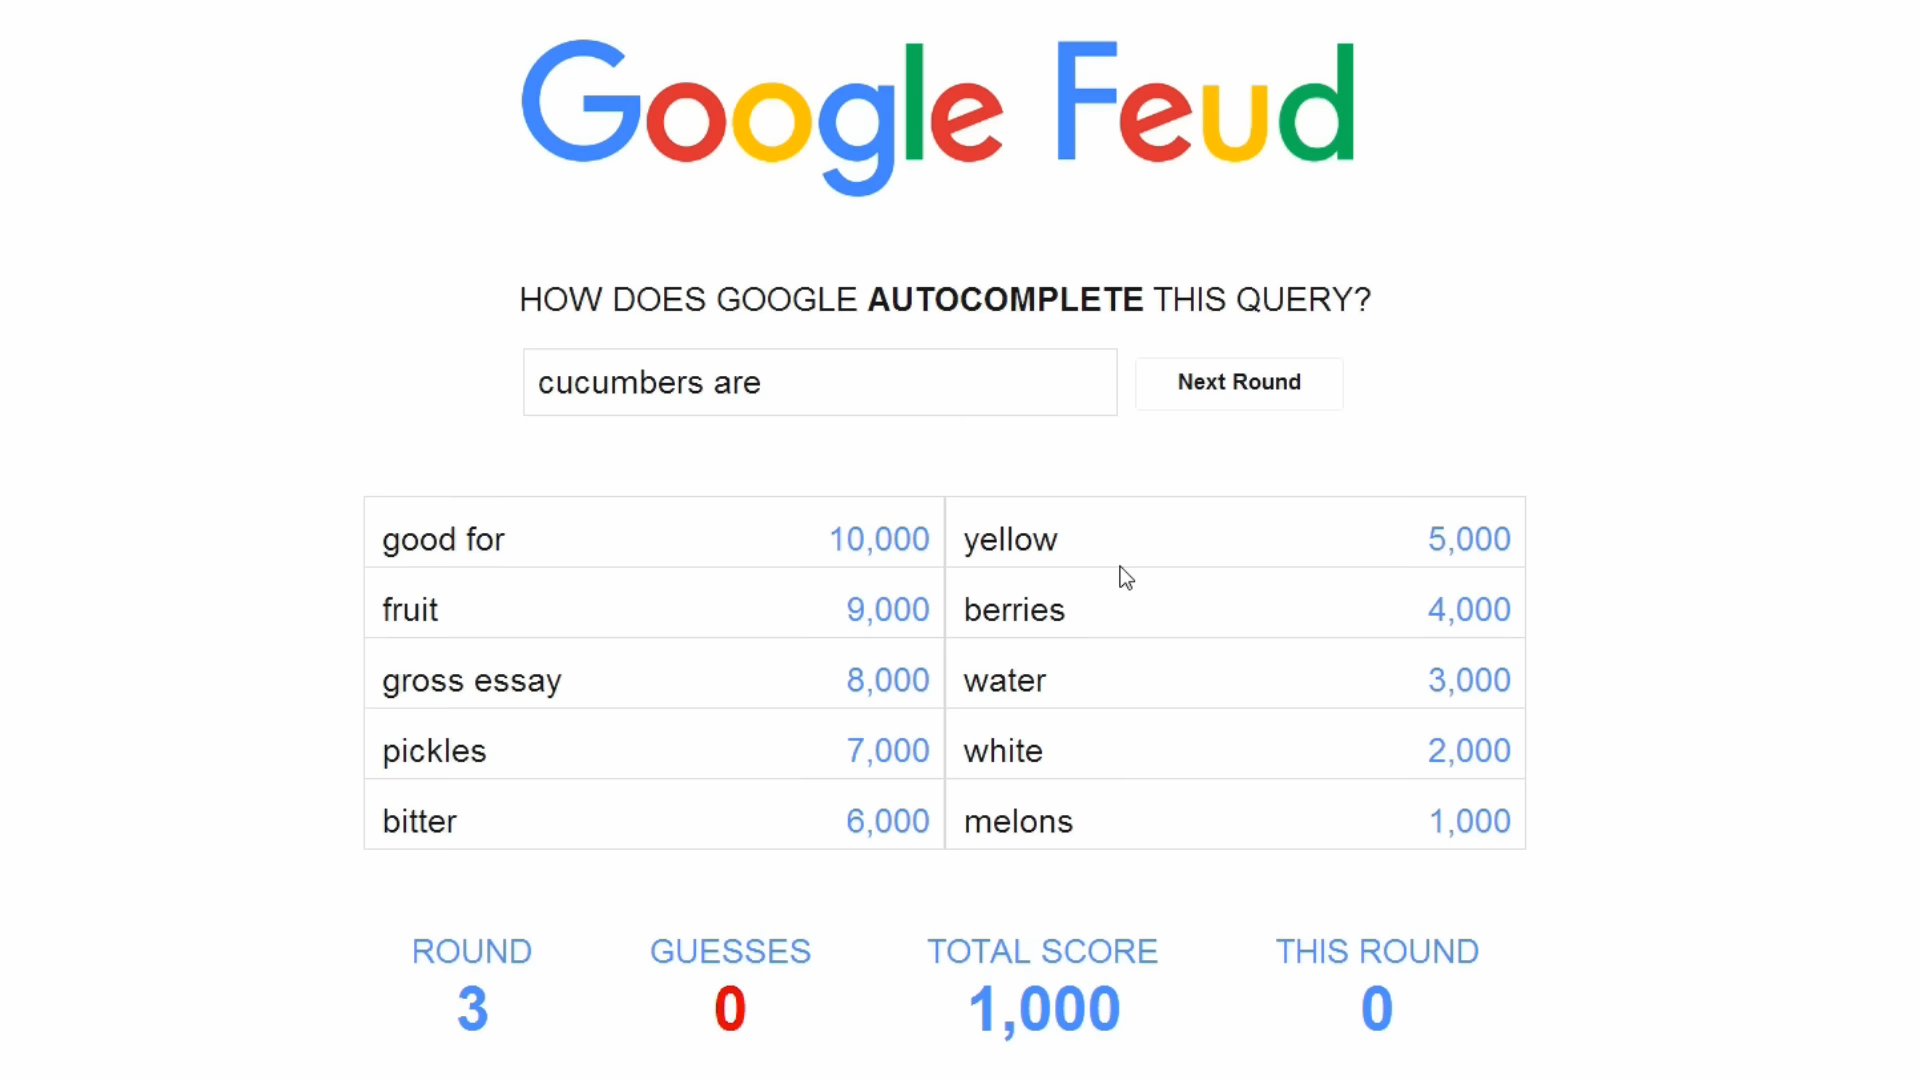 Google Feud
HOW DOES GOOGLE AUTOCOMPLETE THIS QUERY?
cucumbers are
Next Round
good for 10,000
fruit 9,000
gross essay 8,000
pickles 7,000
bitter 6,000
yellow 5,000
berries 4,000
water 3,000
white 2,000
melons 1,000
ROUND
3
GUESSES
0
TOTAL SCORE
1,000
THIS ROUND
0